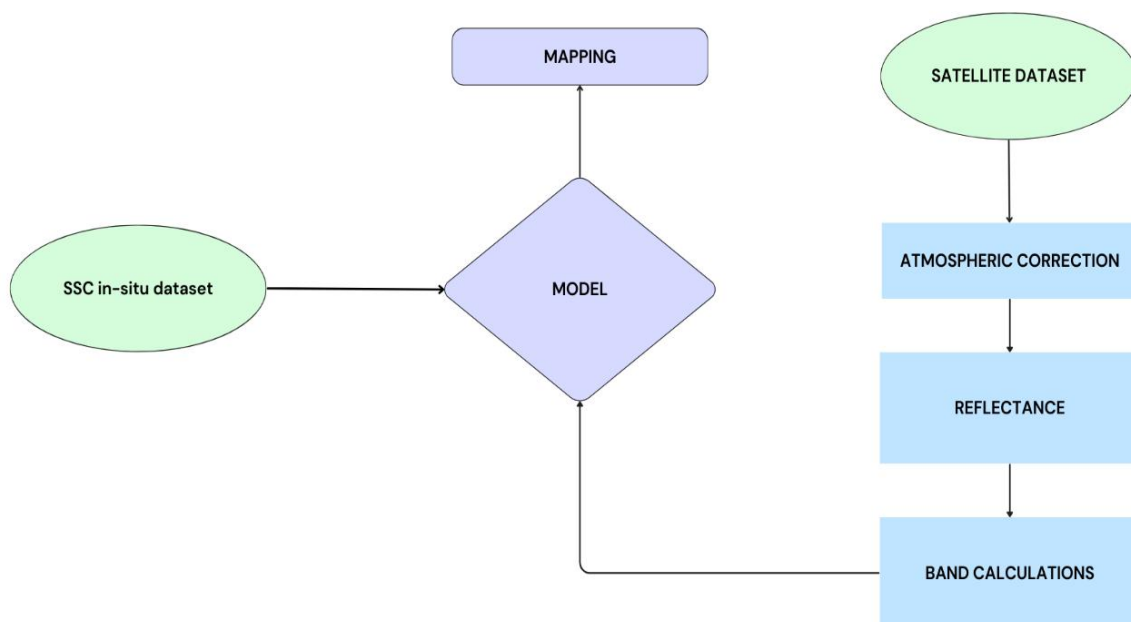 MAPPING
SATELLITE DATASET
ATMOSPHERIC CORRECTION
SSC in-situ dataset
MODEL
REFLECTANCE
BAND CALCULATIONS